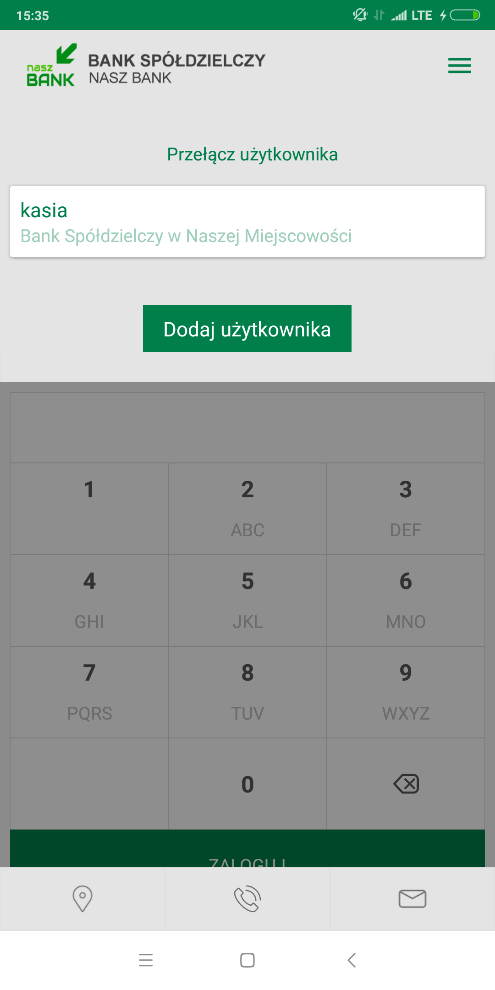 15:35
LTE
nasz
BANK
BANK SPÓŁDZIELCZY
NASZ BANK
Przełącz użytkownika
kasia
Bank Spółdzielczy w Naszej Miejscowości
Dodaj użytkownika
1 2 3
ABC DEF
4 5 6
GHI JKL MNO
7 8 9
PQRS TUV WXYZ
0
ZALOGUJ